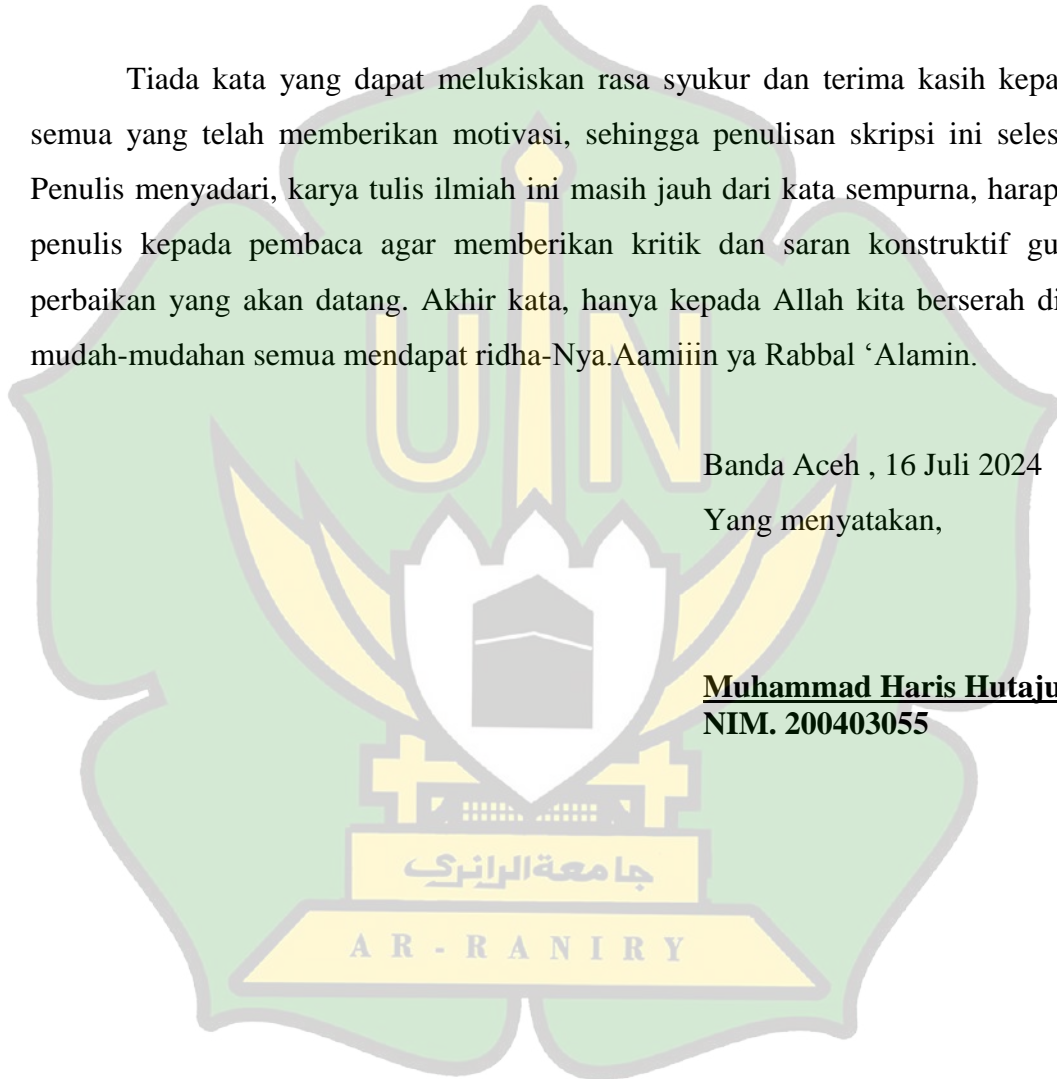 Tiada kata yang dapat melukiskan rasa syukur dan terima kasih kepa
semua yang telah memberikan motivasi, sehingga penulisan skripsi ini seles
Penulis menyadari, karya tulis ilmiah ini masih jauh dari kata sempurna, harap
penulis kepada pembaca agar memberikan kritik dan saran konstruktif gu
perbaikan yang akan datang. Akhir kata, hanya kepada Allah kita berserah di
mudah-mudahan semua mendapat ridha-Nya.Aamiiin ya Rabbal ‘Alamin.
UIN
Banda Aceh , 16 Juli 2024
Yang menyatakan,
Muhammad Haris Hutaju
NIM. 200403055
جامعة الرانري
AR-RANIRY